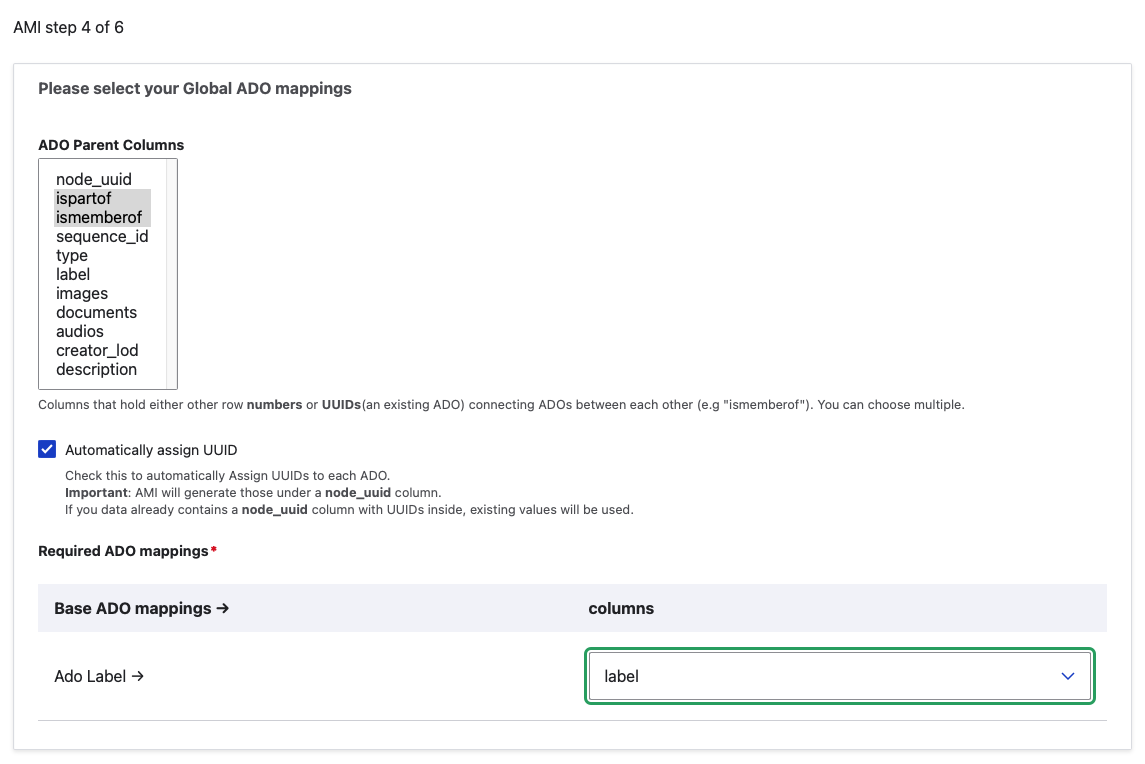 AMI step 4 of 6
Please select your Global ADO mappings
ADO Parent Columns
node_uuid
ispartof
ismemberof
sequence_id
type
label
images
documents
audios
creator_lod
description
Columns that hold either other row numbers or UUIDs(an existing ADO) connecting ADOs between each other (e.g "ismemberof"). You can choose multiple.
Automatically assign UUID
Check this to automatically Assign UUIDs to each ADO.
Important: AMI will generate those under a node_uuid column.
If you data already contains a node_uuid column with UUIDs inside, existing values will be used.
Required ADO mappings*
Base ADO mappings → columns
Ado Label → label